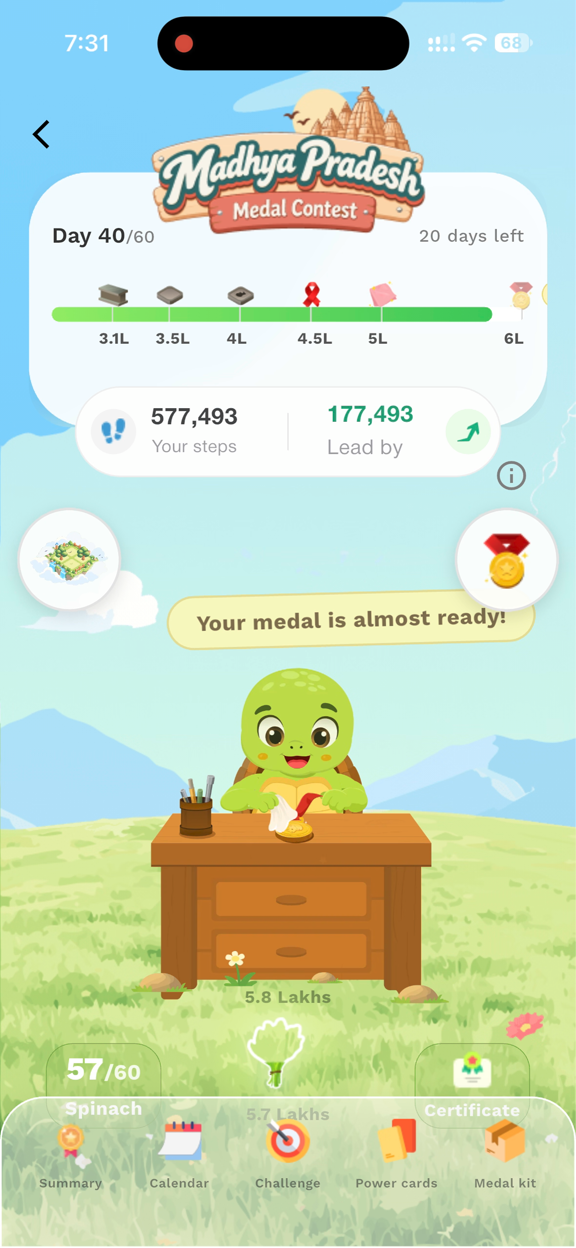 7:31
68
Madhya Pradesh
Medal Contest
Day 40/60
20 days left
3.1L 3.5L 4L 4.5L 5L 6L
577,493
Your steps
177,493
Lead by
Your medal is almost ready!
5.8 Lakhs
57/60
Spinach
5.7 Lakhs
Certificate
Summary
Calendar
Challenge
Power cards
Medal kit